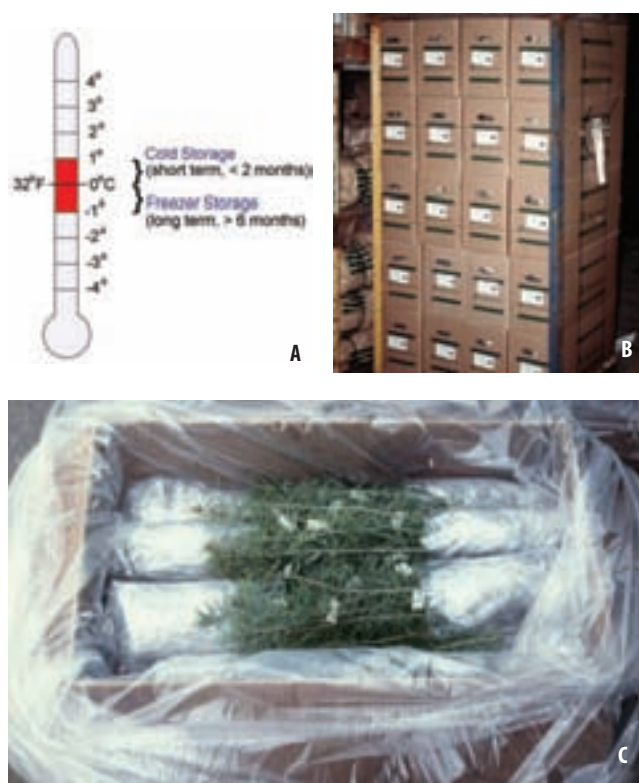 4°
3°
2°
1°
32°F
0°C
-1°
-2°
-3°
-4°
Cold Storage
(short term, < 2 months)
Freezer Storage
(long term, > 6 months)
A
B
C